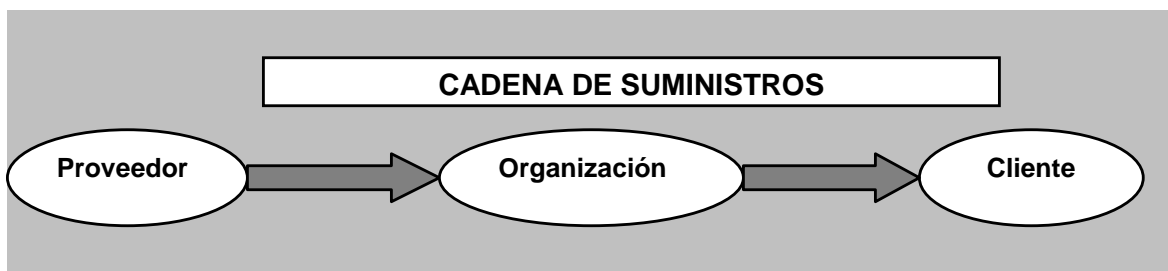 CADENA DE SUMINISTROS
Proveedor
Organización
Cliente